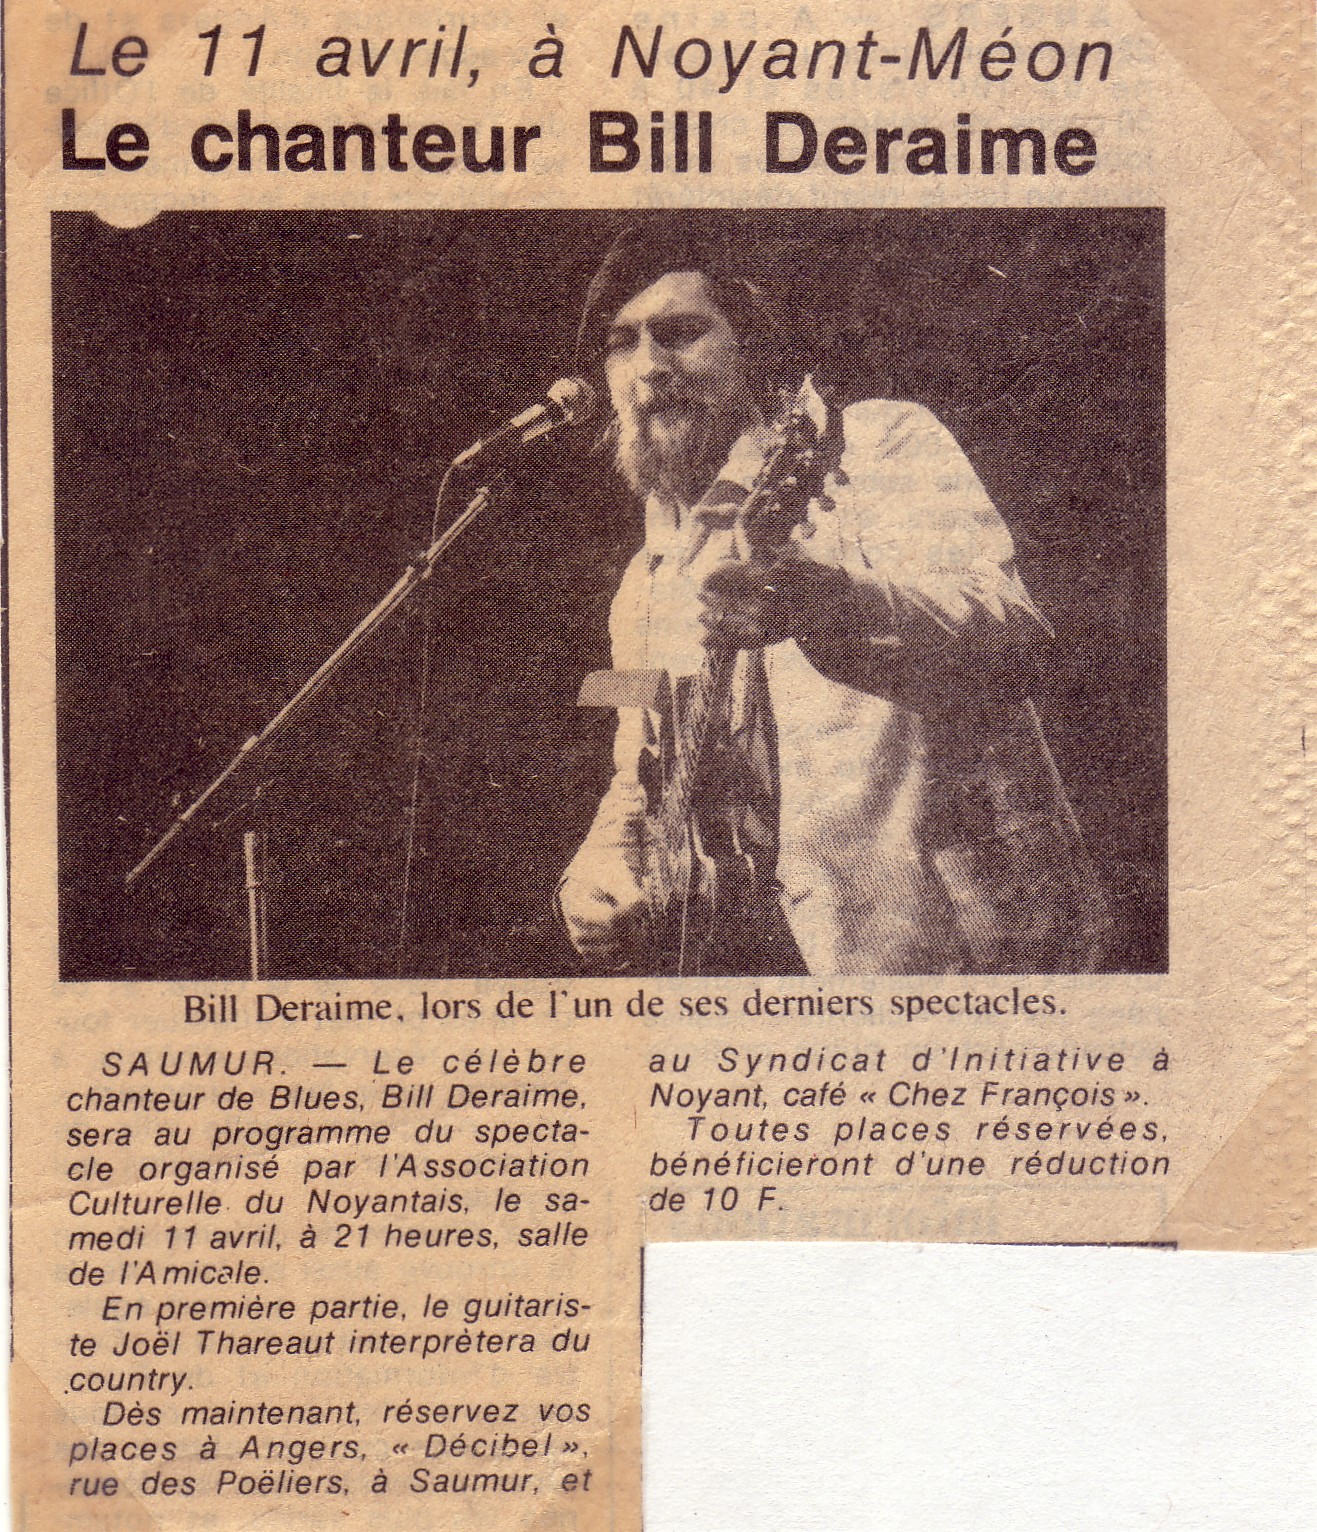 Le 11 avril, à Noyant-Méon
Le chanteur Bill Deraime
Bill Deraime, lors de l'un de ses derniers spectacles.
SAUMUR. — Le célèbre
chanteur de Blues, Bill Deraime,
sera au programme du specta-
cle organisé par l'Association
Culturelle du Noyantais, le sa-
medi 11 avril, à 21 heures, salle
de l'Amicale.
En première partie, le guitaris-
te Joël Thareaut interprètera du
country.
Dès maintenant, réservez vos
places à Angers, « Décibel »,
rue des Poëliers, à Saumur, et
au Syndicat d'Initiative à
Noyant, café « Chez François ».
Toutes places réservées,
bénéficieront d'une réduction
de 10 F.